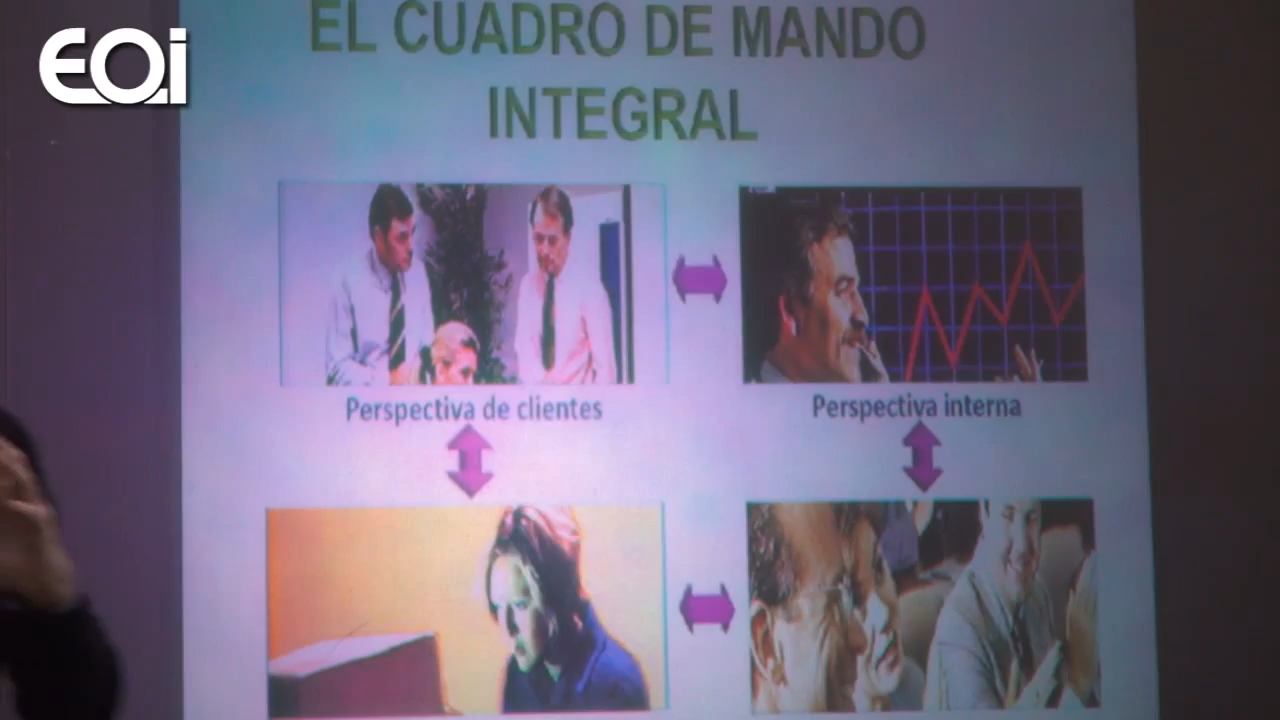 EOi
EL CUADRO DE MANDO
INTEGRAL
Perspectiva de clientes
Perspectiva interna